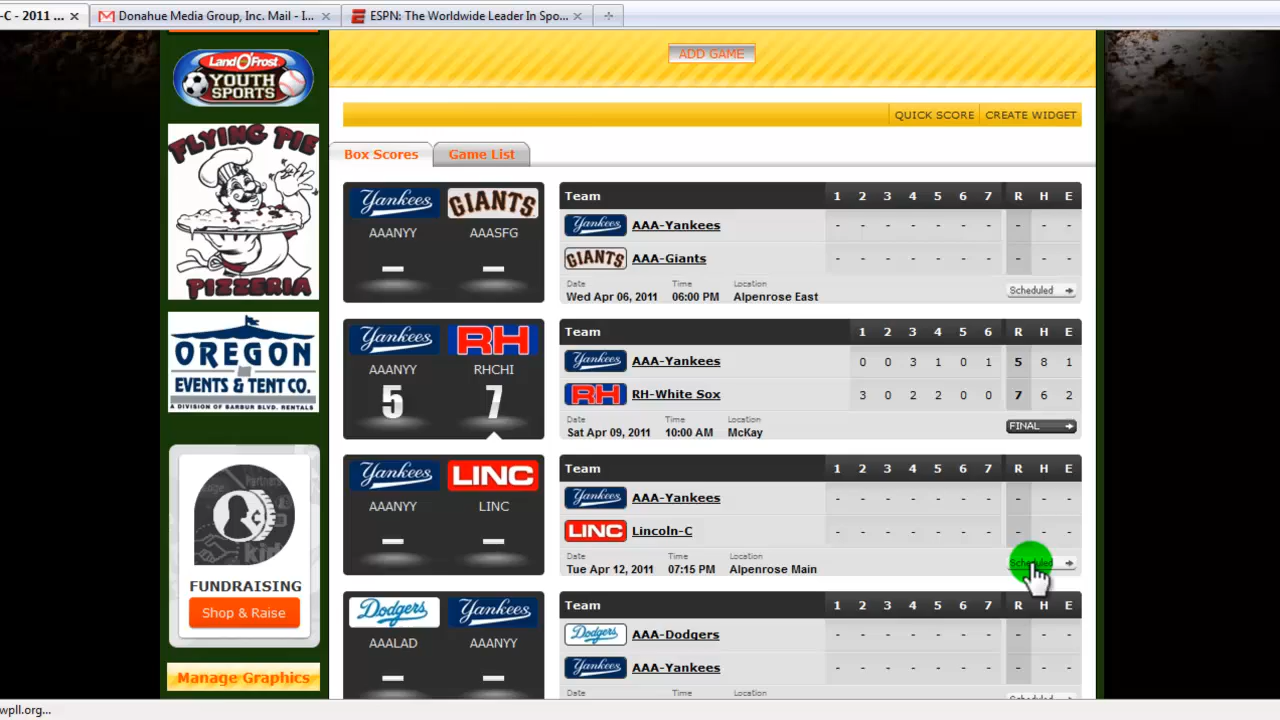 -C - 2011 ... × Donahue Media Group, Inc. Mail - I... × ESPN: The Worldwide Leader In Spo... ×
Land O'Frost
YOUTH
SPORTS
FLYING PIE
PIZZERIA
OREGON
EVENTS & TENT CO.
A DIVISION OF BARBUR BLVD. RENTALS
FUNDRAISING
Shop & Raise
Manage Graphics
ADD GAME
QUICK SCORE CREATE WIDGET
Box Scores Game List
Yankees GIANTS
AAANYY AAASFG
– –
Team 1 2 3 4 5 6 7 R H E
Yankees AAA-Yankees - - - - - - - - - -
GIANTS AAA-Giants - - - - - - - - - -
Date Time Location
Wed Apr 06, 2011 06:00 PM Alpenrose East Scheduled
Yankees RH
AAANYY RHCHI
5 7
Team 1 2 3 4 5 6 R H E
Yankees AAA-Yankees 0 0 3 1 0 1 5 8 1
RH RH-White Sox 3 0 2 2 0 0 7 6 2
Date Time Location
Sat Apr 09, 2011 10:00 AM McKay FINAL
Yankees LINC
AAANYY LINC
– –
Team 1 2 3 4 5 6 7 R H E
Yankees AAA-Yankees - - - - - - - - - -
LINC Lincoln-C - - - - - - - - - -
Date Time Location
Tue Apr 12, 2011 07:15 PM Alpenrose Main Scheduled
Dodgers Yankees
AAALAD AAANYY
– –
Team 1 2 3 4 5 6 7 R H E
Dodgers AAA-Dodgers - - - - - - - - - -
Yankees AAA-Yankees - - - - - - - - - -
Date Time Location
Scheduled
wpll.org...